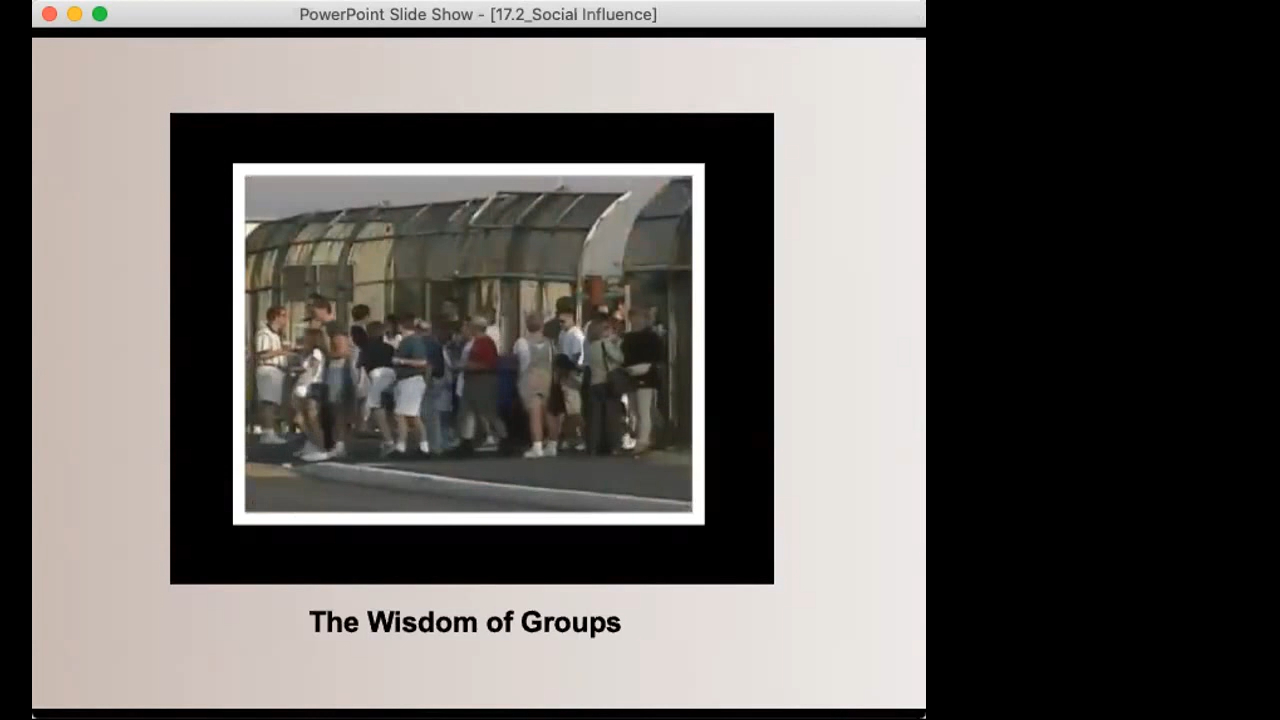 PowerPoint Slide Show - [17.2_Social Influence]
The Wisdom of Groups